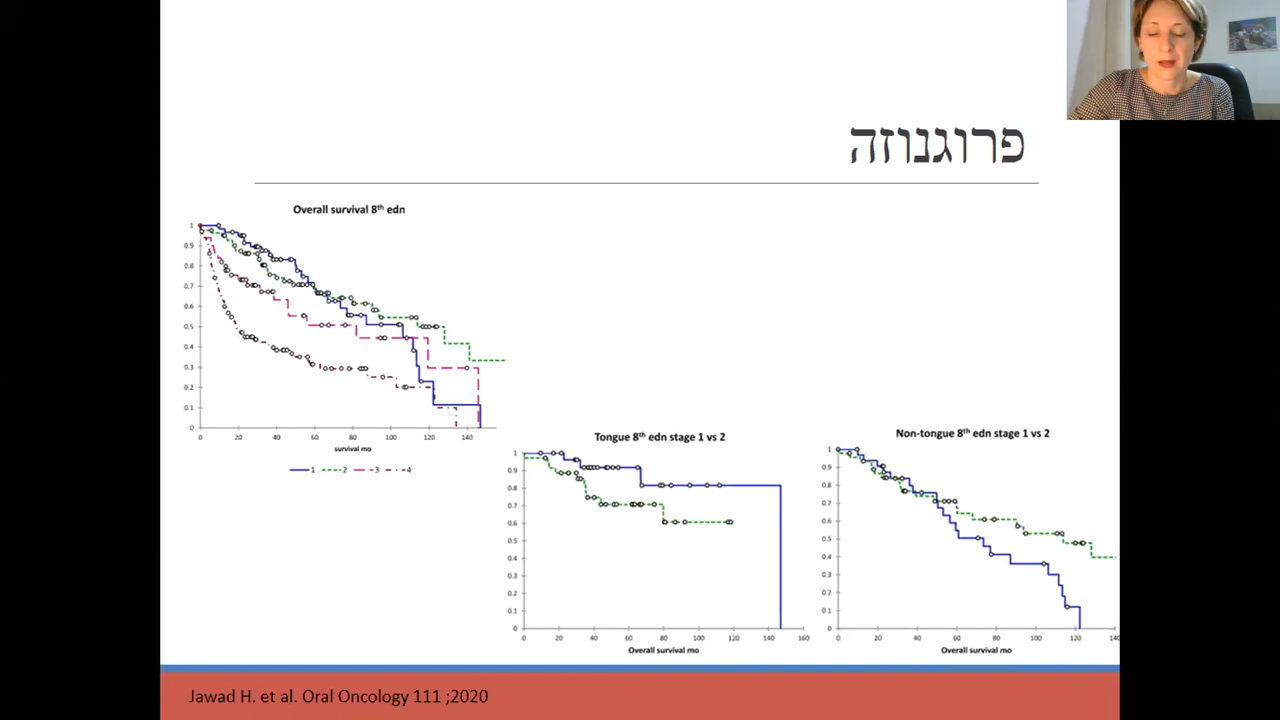 פרוגנוזה
Overall survival 8th edn
1
0.9
0.8
0.7
0.6
0.5
0.4
0.3
0.2
0.1
0
0 20 40 60 80 100 120 140
survival mo
1 2 3 4
Tongue 8th edn stage 1 vs 2
1
0.9
0.8
0.7
0.6
0.5
0.4
0.3
0.2
0.1
0
0 20 40 60 80 100 120 140 160
Overall survival mo
Non-tongue 8th edn stage 1 vs 2
1
0.9
0.8
0.7
0.6
0.5
0.4
0.3
0.2
0.1
0
0 20 40 60 80 100 120 140
Overall survival mo
Jawad H. et al. Oral Oncology 111 ;2020